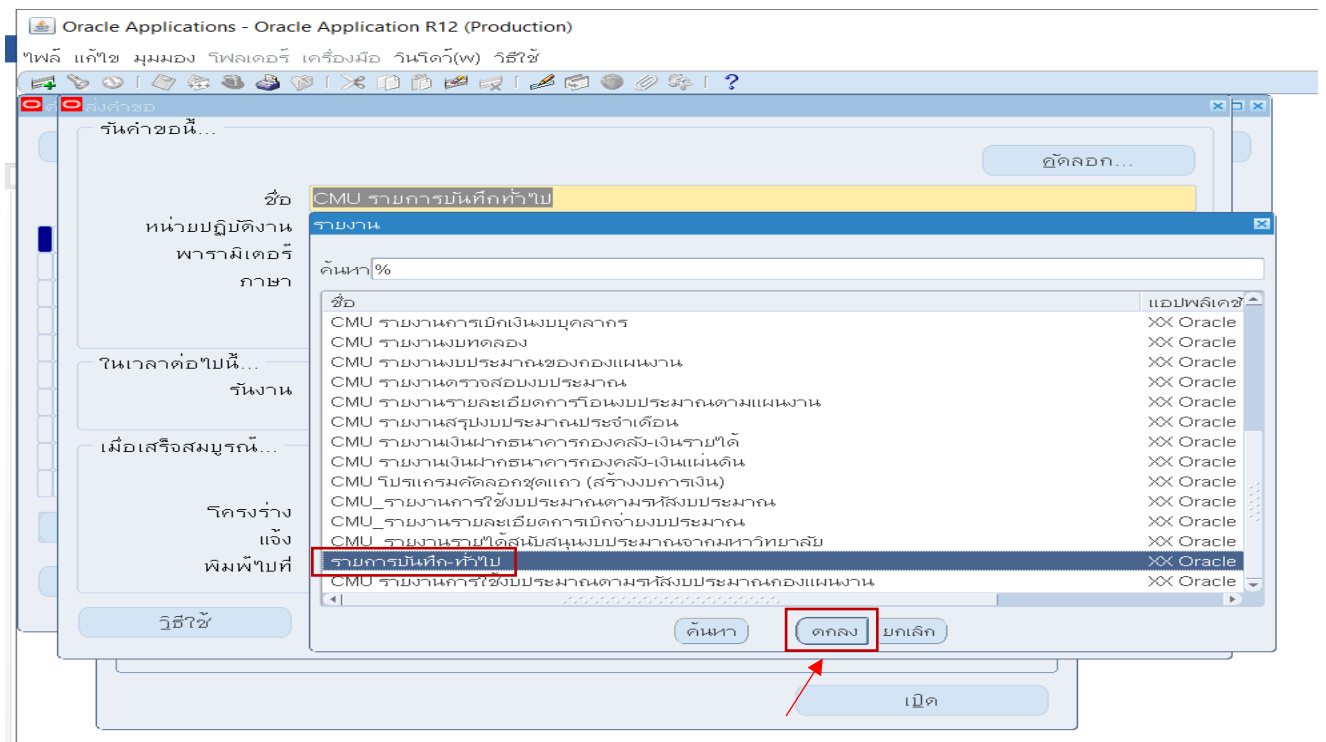 Oracle Applications - Oracle Application R12 (Production)
ไฟล์ แก้ไข มุมมอง โฟลเดอร์ เครื่องมือ วินโดว์(w) วิธีใช้
ส่งคำขอ
รันคำขอนี้...
คัดลอก...
ชื่อ CMU รายการบันทึกทั่วไป
หน่วยปฏิบัติงาน
พารามิเตอร์
ภาษา
รายงาน
ค้นหา %
ชื่อ แอปพลิเคชั
CMU รายงานการเบิกเงินงบบุคลากร XX Oracle
CMU รายงานงบทดลอง XX Oracle
CMU รายงานงบประมาณของกองแผนงาน XX Oracle
CMU รายงานตรวจสอบงบประมาณ XX Oracle
CMU รายงานรายละเอียดการโอนงบประมาณตามแผนงาน XX Oracle
CMU รายงานสรุปงบประมาณประจำเดือน XX Oracle
CMU รายงานเงินฝากธนาคารกองคลัง-เงินรายได้ XX Oracle
CMU รายงานเงินฝากธนาคารกองคลัง-เงินแผ่นดิน XX Oracle
CMU โปรแกรมคัดลอกชุดแถว (สร้างงบการเงิน) XX Oracle
CMU_รายงานการใช้งบประมาณตามรหัสงบประมาณ XX Oracle
CMU_รายงานรายละเอียดการเบิกจ่ายงบประมาณ XX Oracle
CMU_รายงานรายได้สนับสนุนงบประมาณจากมหาวิทยาลัย XX Oracle
รายการบันทึก-ทั่วไป XX Oracle
CMU รายงานการใช้งบประมาณตามรหัสงบประมาณกองแผนงาน XX Oracle
ค้นหา ตกลง ยกเลิก
ในเวลาต่อไปนี้...
รันงาน
เมื่อเสร็จสมบูรณ์...
โครงร่าง
แจ้ง
พิมพ์ไปที่
วิธีใช้
เปิด